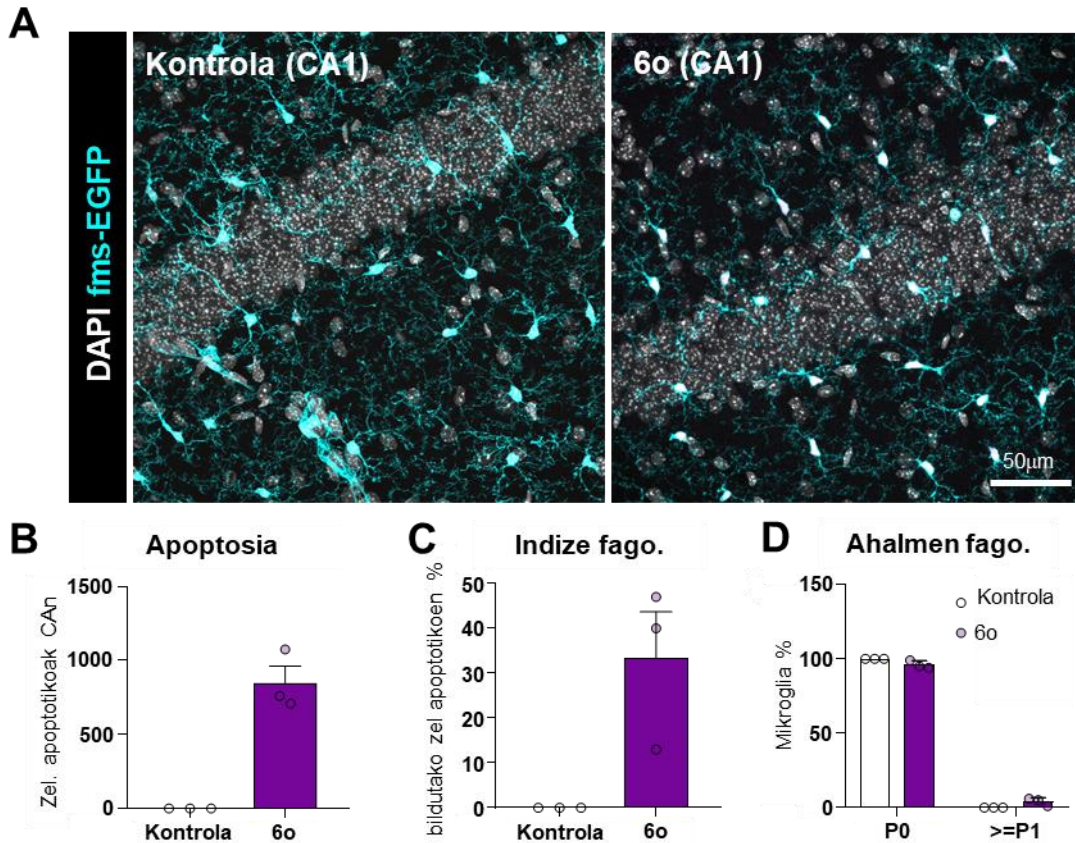 A
Kontrola (CA1)
6o (CA1)
DAPI fms-EGFP
50µm
B
Apoptosia
Zel. apoptotikoak CAn
1500
1000
500
0
Kontrola
6o
C
Indize fago.
bildutako zel apoptotikoen %
50
40
30
20
10
0
Kontrola
6o
D
Ahalmen fago.
Mikroglia %
150
100
50
0
Kontrola
6o
P0
>=P1